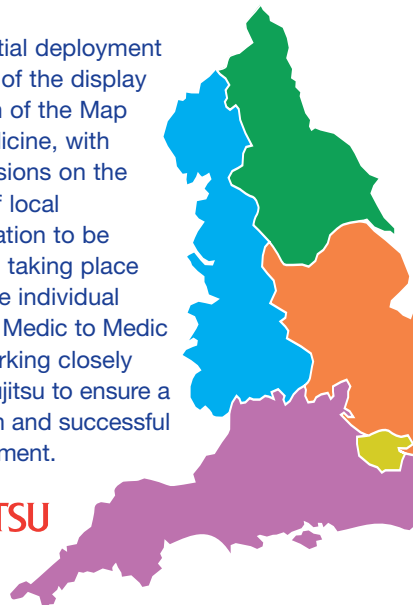 tial deployment
of the display
n of the Map
dicine, with
sions on the
f local
ation to be
taking place
e individual
Medic to Medic
rking closely
ujitsu to ensure a
h and successful
ment.
TSU